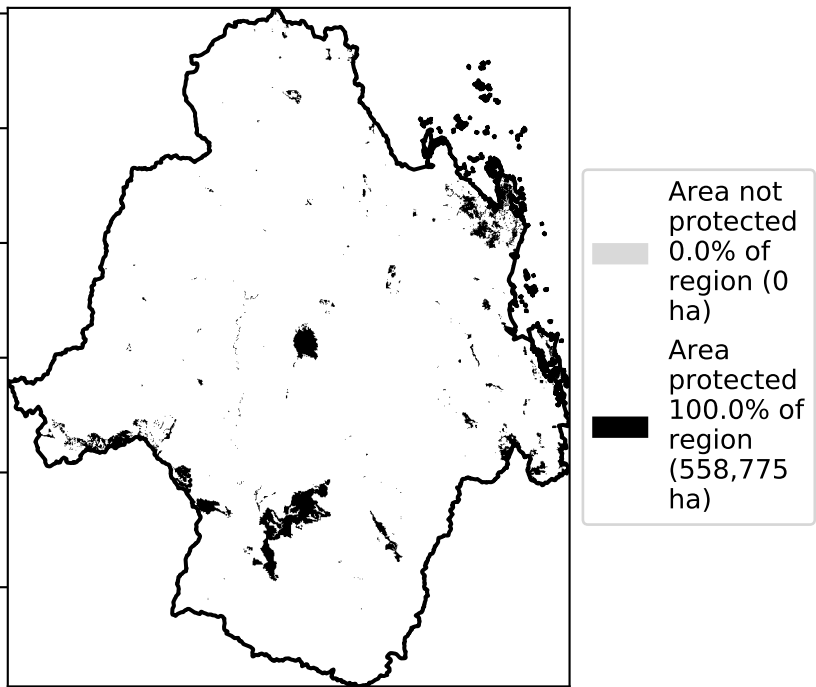 Area not
protected
0.0% of
region (0
ha)
Area
protected
100.0% of
region
(558,775
ha)